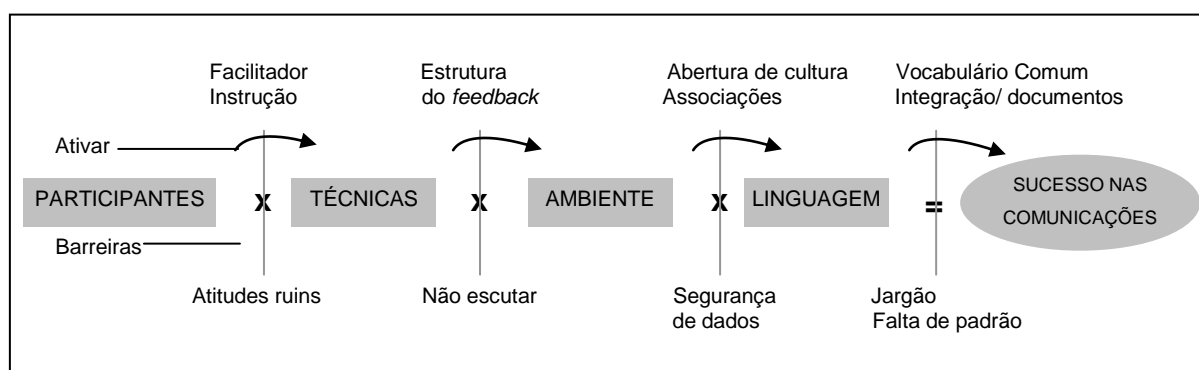 Facilitador
Instrução
Estrutura
do feedback
Abertura de cultura
Associações
Vocabulário Comum
Integração/ documentos
Ativar
PARTICIPANTES x TÉCNICAS x AMBIENTE x LINGUAGEM =
SUCESSO NAS
COMUNICAÇÕES
Barreiras
Atitudes ruins
Não escutar
Segurança
de dados
Jargão
Falta de padrão